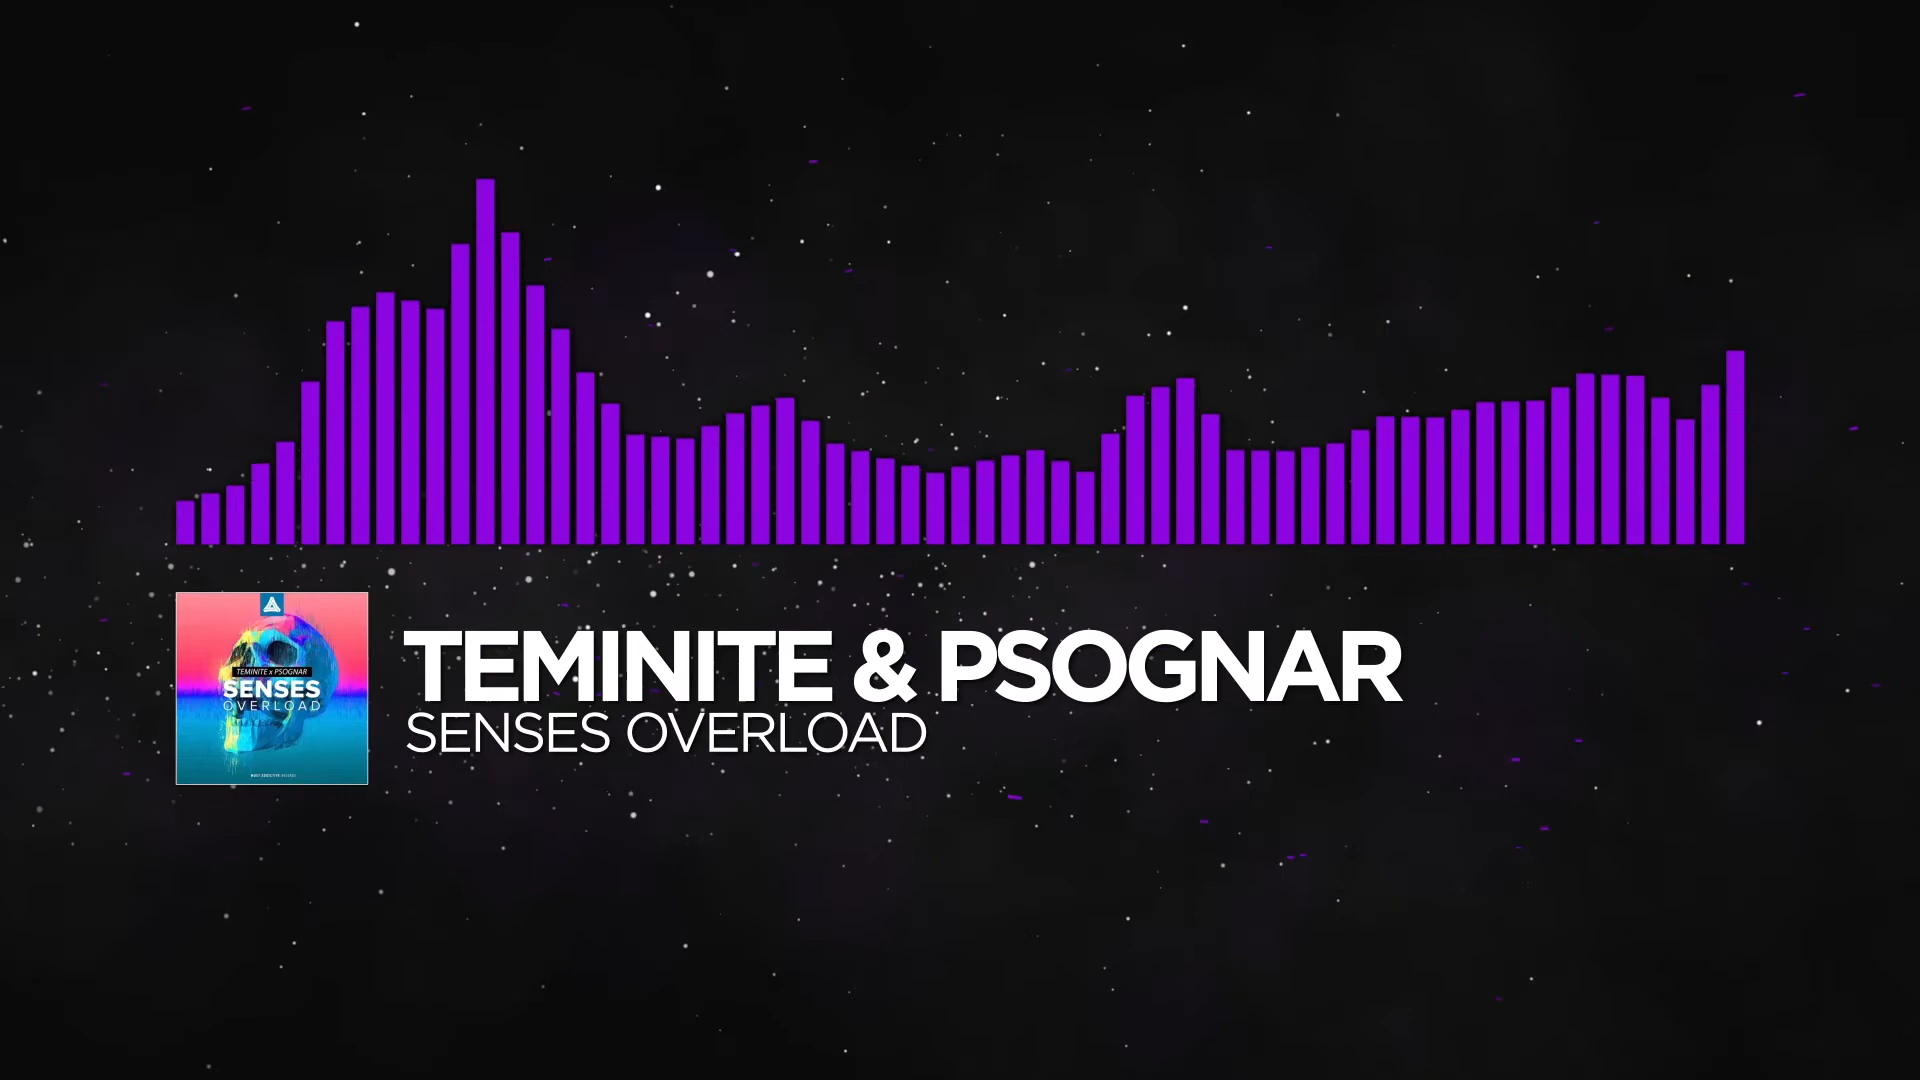 TEMINITE x PSOGNAR
SENSES
OVERLOAD
TEMINITE & PSOGNAR
SENSES OVERLOAD